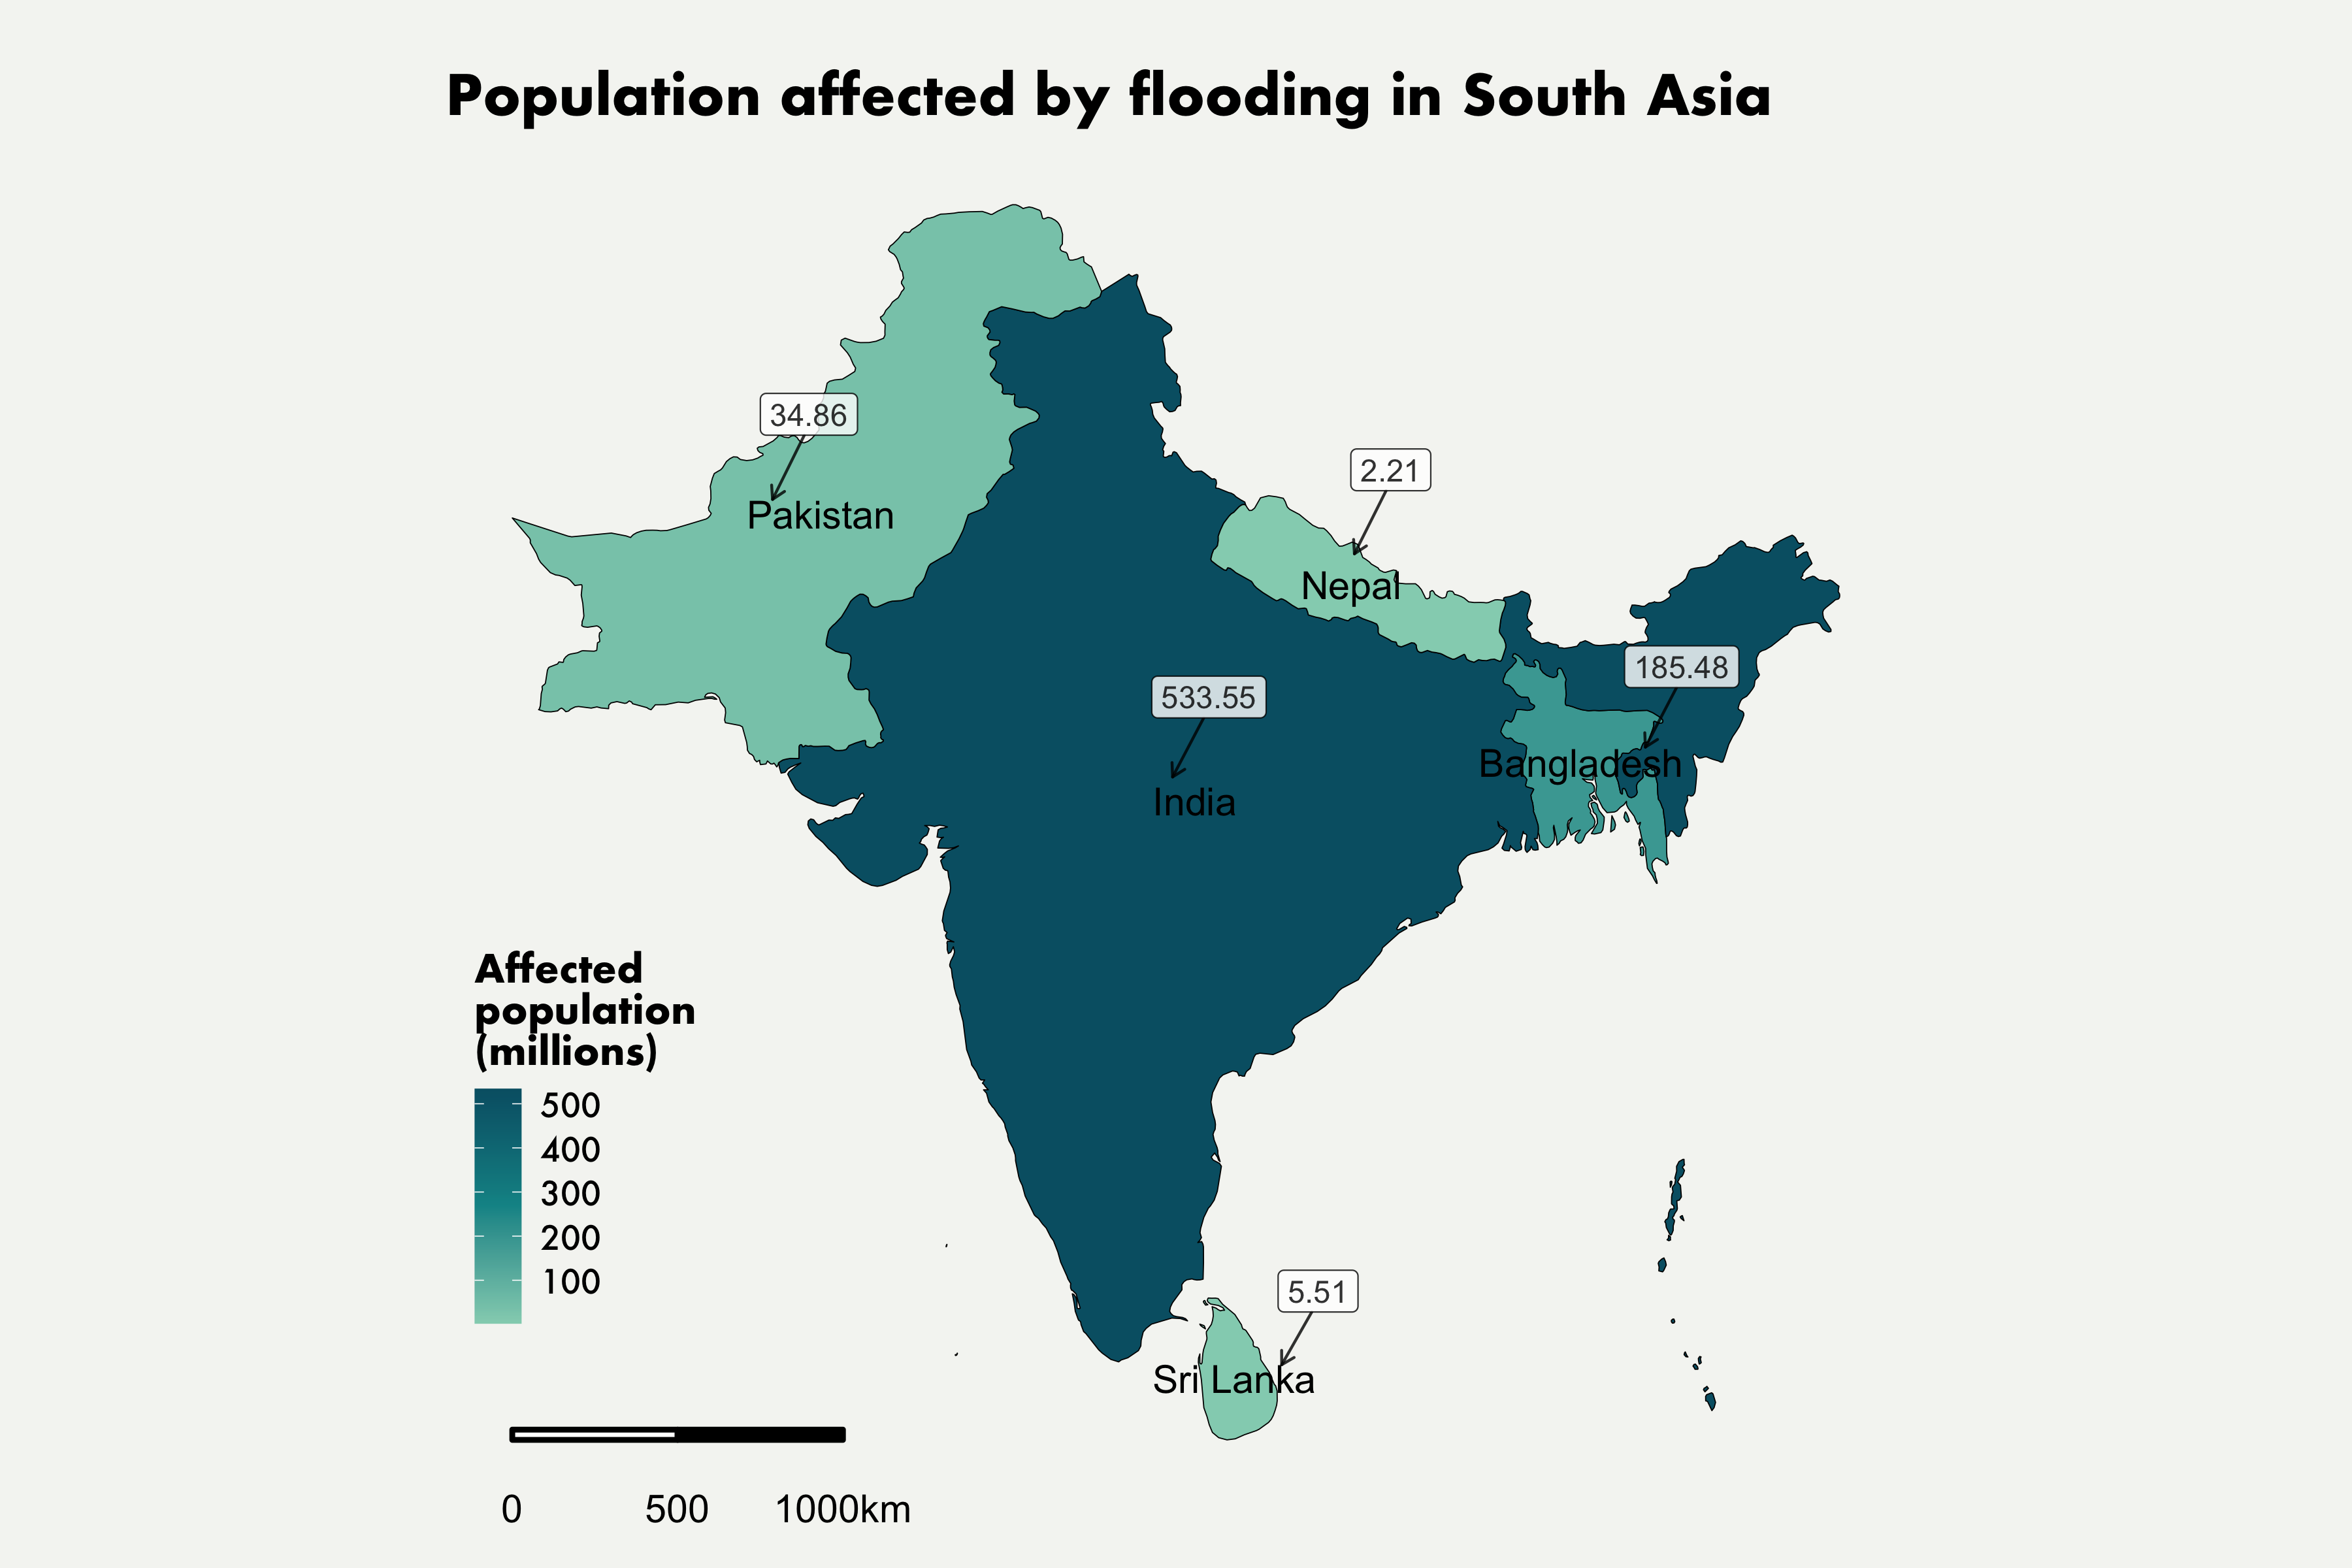 Population affected by flooding in South Asia
34.86
Pakistan
2.21
Nepal
185.48
Bangladesh
533.55
India
Affected
population
(millions)
500
400
300
200
100
5.51
Sri Lanka
0 500 1000km